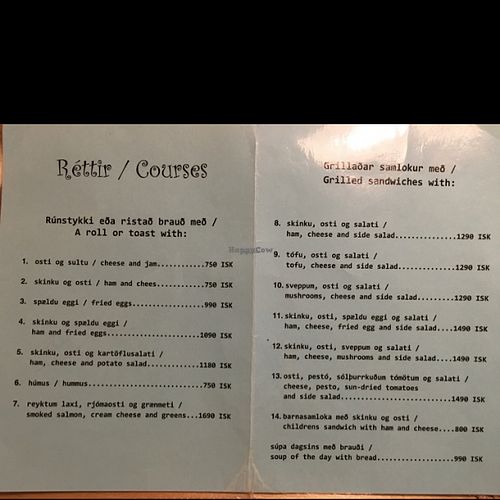 Réttir / Courses
Rúnstykki eða ristað brauð með /
A roll or toast with:
1. osti og sultu / cheese and jam............750 ISK
2. skinku og osti / ham and chees............750 ISK
3. spældu eggi / fried eggs..................990 ISK
4. skinku og spældu eggi /
ham and fried eggs.......................1090 ISK
5. skinku, osti og kartöflusalati /
ham, cheese and potato salad.............1180 ISK
6. húmus / hummus............................750 ISK
7. reyktum laxi, rjómaosti og grænmeti /
smoked salmon, cream cheese and greens...1690 ISK
HappyCow
Grillaðar samlokur með /
Grilled sandwiches with:
8. skinku, osti og salati /
ham, cheese and side salad...............1290 ISK
9. tófu, osti og salati /
tofu, cheese and side salad..............1290 ISK
10. sveppum, osti og salati /
mushrooms, cheese and side salad.........1290 ISK
11. skinku, osti, spældu eggi og salati /
ham, cheese, fried egg and side salad....1490 ISK
12. skinku, osti, sveppum og salati /
ham, cheese, mushrooms and side salad....1490 ISK
13. osti, pestó, sólþurrkuðum tómötum og salati /
cheese, pesto, sun-dried tomatoes
and side salad...........................1490 ISK
14. barnasamloka með skinku og osti /
childrens sandwich with ham and cheese....800 ISK
súpa dagsins með brauði /
soup of the day with bread..................990 ISK